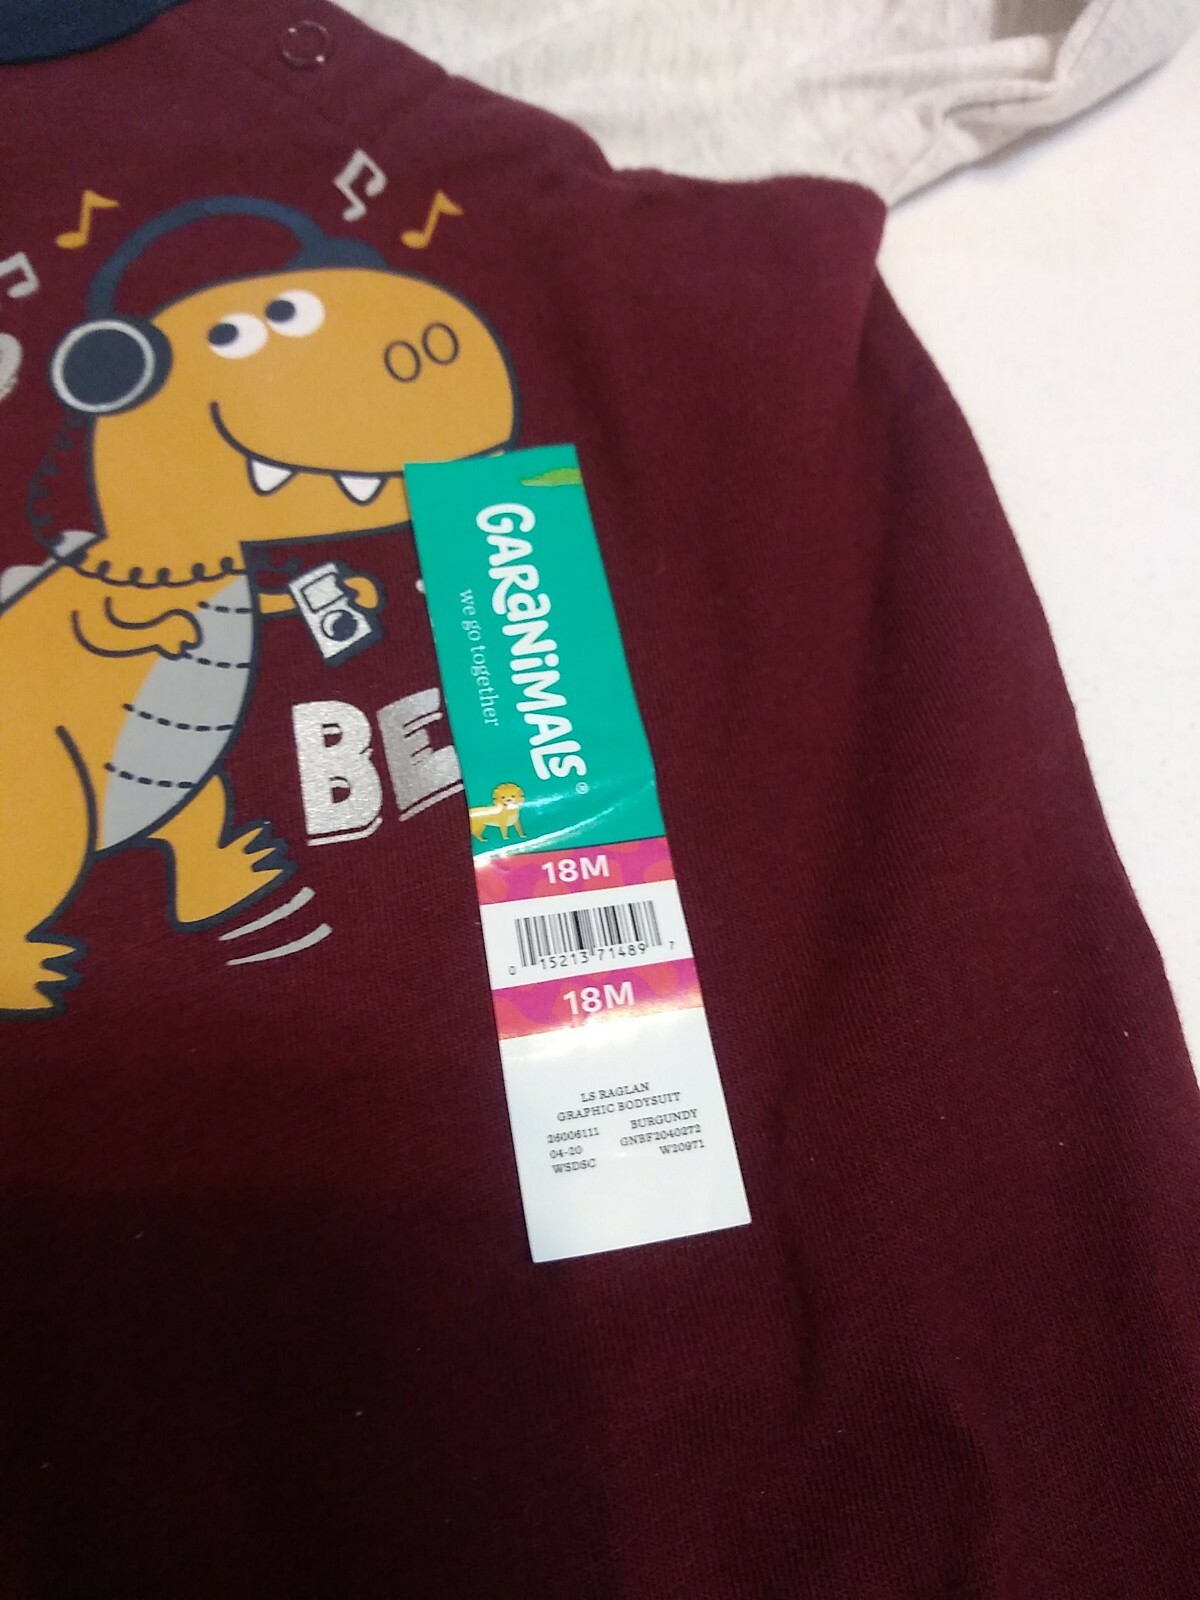 BE
GARaNiMALS®
we go together
18M
0 15213 71489 7
18M
LS RAGLAN
GRAPHIC BODYSUIT
26006111 BURGUNDY
04-20 GNBF2040272
WSDSC W20971